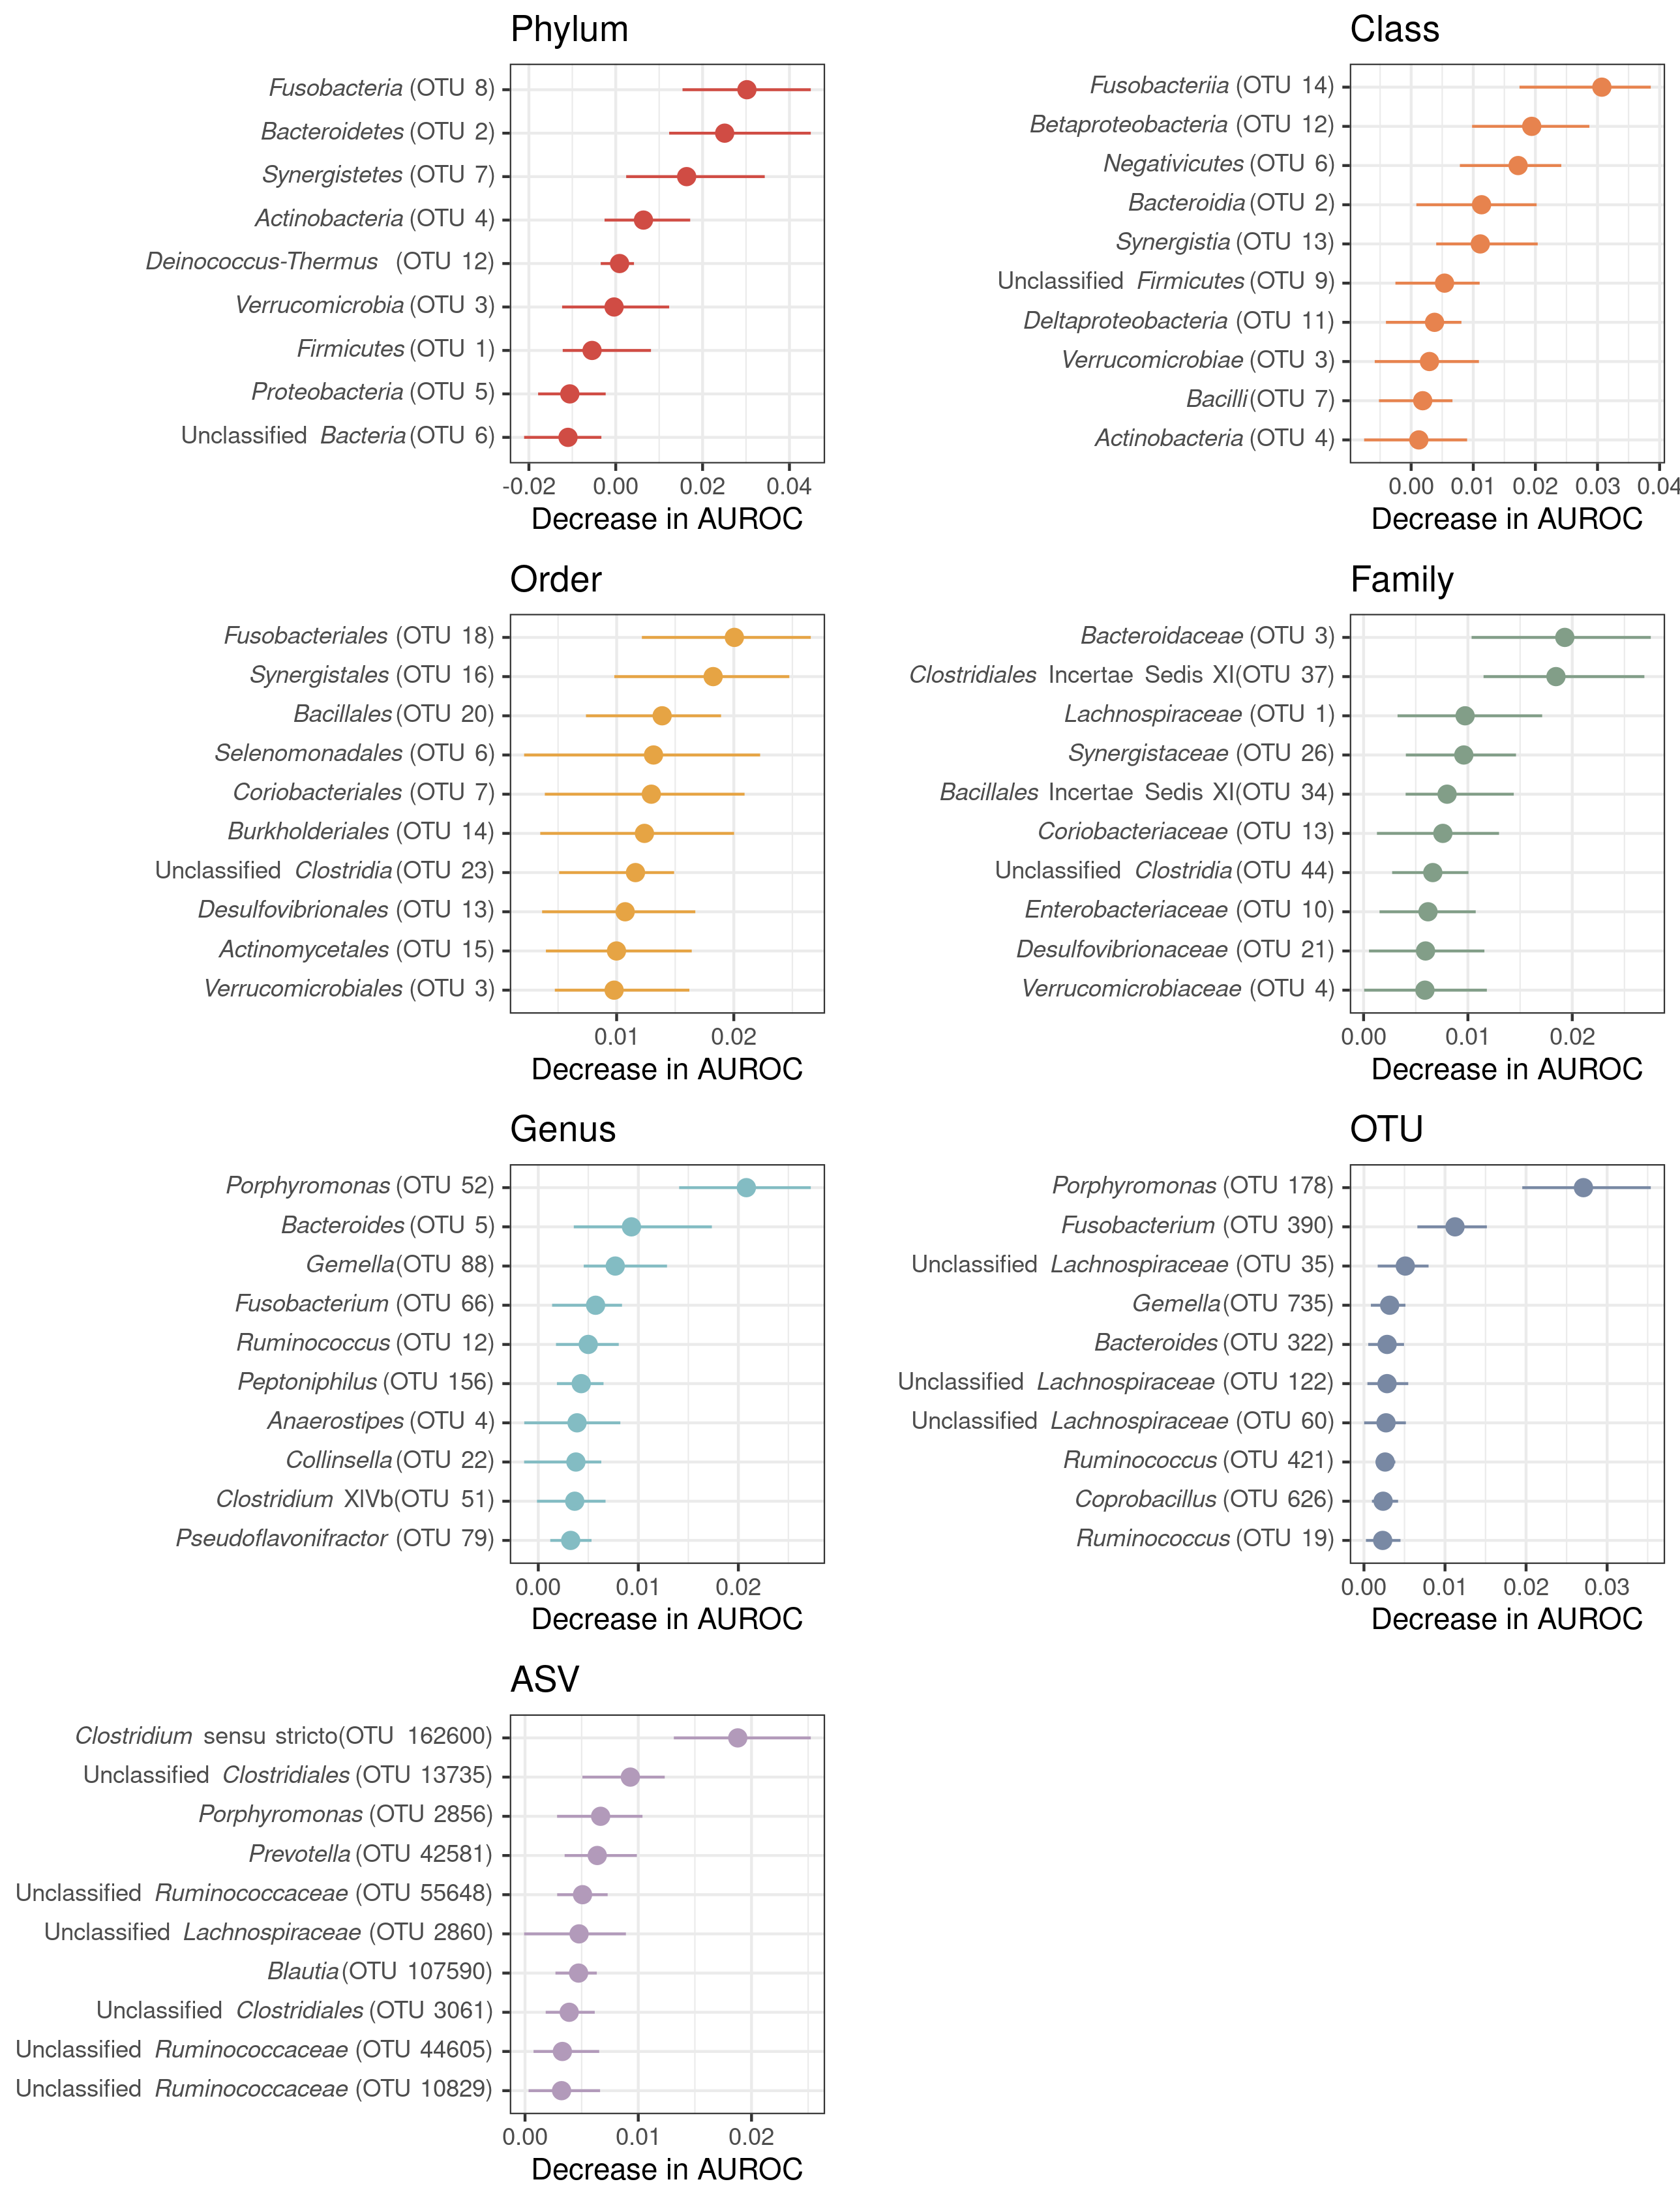 Phylum
Fusobacteria (OTU 8)
Bacteroidetes (OTU 2)
Synergistetes (OTU 7)
Actinobacteria (OTU 4)
Deinococcus-Thermus (OTU 12)
Verrucomicrobia (OTU 3)
Firmicutes (OTU 1)
Proteobacteria (OTU 5)
Unclassified Bacteria (OTU 6)
-0.02 0.00 0.02 0.04
Decrease in AUROC
Class
Fusobacteriia (OTU 14)
Betaproteobacteria (OTU 12)
Negativicutes (OTU 6)
Bacteroidia (OTU 2)
Synergistia (OTU 13)
Unclassified Firmicutes (OTU 9)
Deltaproteobacteria (OTU 11)
Verrucomicrobiae (OTU 3)
Bacilli(OTU 7)
Actinobacteria (OTU 4)
0.00 0.01 0.02 0.03 0.04
Decrease in AUROC
Order
Fusobacteriales (OTU 18)
Synergistales (OTU 16)
Bacillales (OTU 20)
Selenomonadales (OTU 6)
Coriobacteriales (OTU 7)
Burkholderiales (OTU 14)
Unclassified Clostridia (OTU 23)
Desulfovibrionales (OTU 13)
Actinomycetales (OTU 15)
Verrucomicrobiales (OTU 3)
0.01 0.02
Decrease in AUROC
Family
Bacteroidaceae (OTU 3)
Clostridiales Incertae Sedis XI(OTU 37)
Lachnospiraceae (OTU 1)
Synergistaceae (OTU 26)
Bacillales Incertae Sedis XI(OTU 34)
Coriobacteriaceae (OTU 13)
Unclassified Clostridia (OTU 44)
Enterobacteriaceae (OTU 10)
Desulfovibrionaceae (OTU 21)
Verrucomicrobiaceae (OTU 4)
0.00 0.01 0.02
Decrease in AUROC
Genus
Porphyromonas (OTU 52)
Bacteroides (OTU 5)
Gemella(OTU 88)
Fusobacterium (OTU 66)
Ruminococcus (OTU 12)
Peptoniphilus (OTU 156)
Anaerostipes (OTU 4)
Collinsella (OTU 22)
Clostridium XIVb(OTU 51)
Pseudoflavonifractor (OTU 79)
0.00 0.01 0.02
Decrease in AUROC
OTU
Porphyromonas (OTU 178)
Fusobacterium (OTU 390)
Unclassified Lachnospiraceae (OTU 35)
Gemella(OTU 735)
Bacteroides (OTU 322)
Unclassified Lachnospiraceae (OTU 122)
Unclassified Lachnospiraceae (OTU 60)
Ruminococcus (OTU 421)
Coprobacillus (OTU 626)
Ruminococcus (OTU 19)
0.00 0.01 0.02 0.03
Decrease in AUROC
ASV
Clostridium sensu stricto(OTU 162600)
Unclassified Clostridiales (OTU 13735)
Porphyromonas (OTU 2856)
Prevotella (OTU 42581)
Unclassified Ruminococcaceae (OTU 55648)
Unclassified Lachnospiraceae (OTU 2860)
Blautia (OTU 107590)
Unclassified Clostridiales (OTU 3061)
Unclassified Ruminococcaceae (OTU 44605)
Unclassified Ruminococcaceae (OTU 10829)
0.00 0.01 0.02
Decrease in AUROC